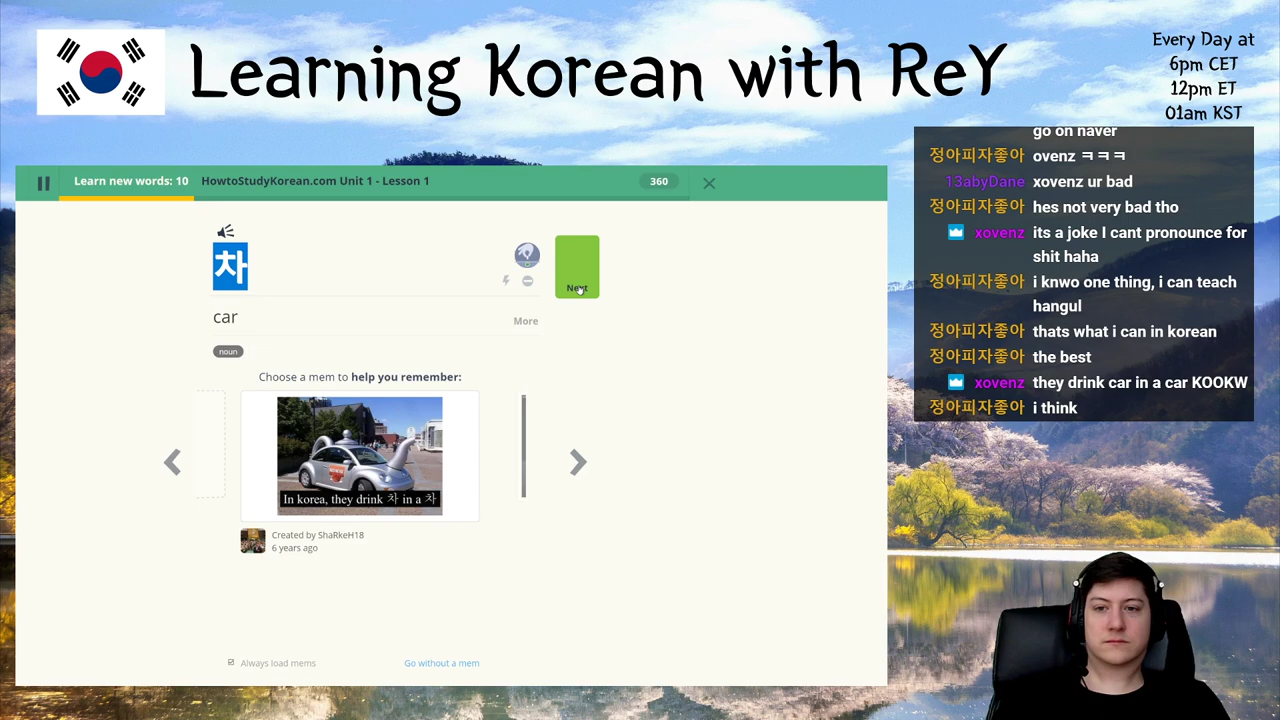 Learning Korean with ReY
Every Day at
6pm CET
12pm ET
01am KST
Learn new words: 10 HowtoStudyKorean.com Unit 1 - Lesson 1 360
차
Next
car
More
noun
Choose a mem to help you remember:
In korea, they drink 차 in a 차
Created by ShaRkeH18
6 years ago
Always load mems
Go without a mem
go on naver
정아피자좋아 ovenz ㅋㅋㅋ
13abyDane xovenz ur bad
정아피자좋아 hes not very bad tho
xovenz its a joke I cant pronounce for
shit haha
정아피자좋아 i knwo one thing, i can teach
hangul
정아피자좋아 thats what i can in korean
정아피자좋아 the best
xovenz they drink car in a car KOOKW
정아피자좋아 i think